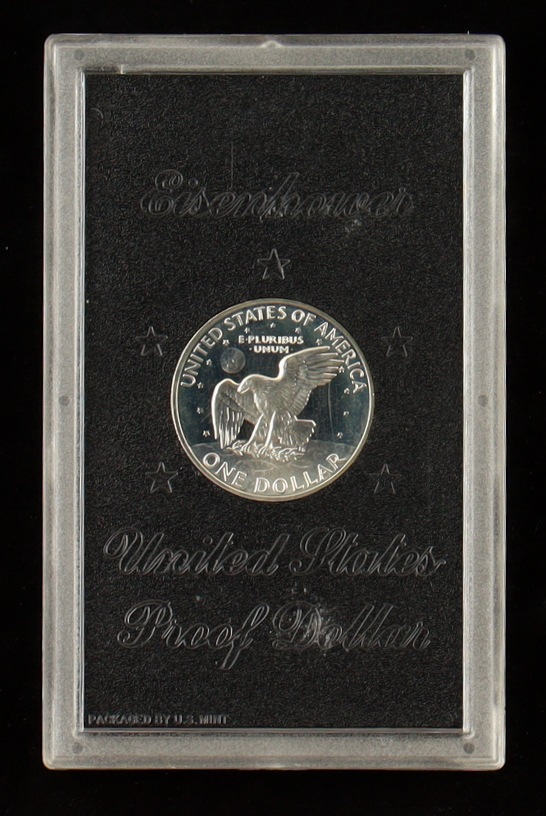 Eisenhower
UNITED STATES OF AMERICA
E·PLURIBUS
·UNUM·
ONE DOLLAR
United States
Proof Dollar
PACKAGED BY U.S. MINT